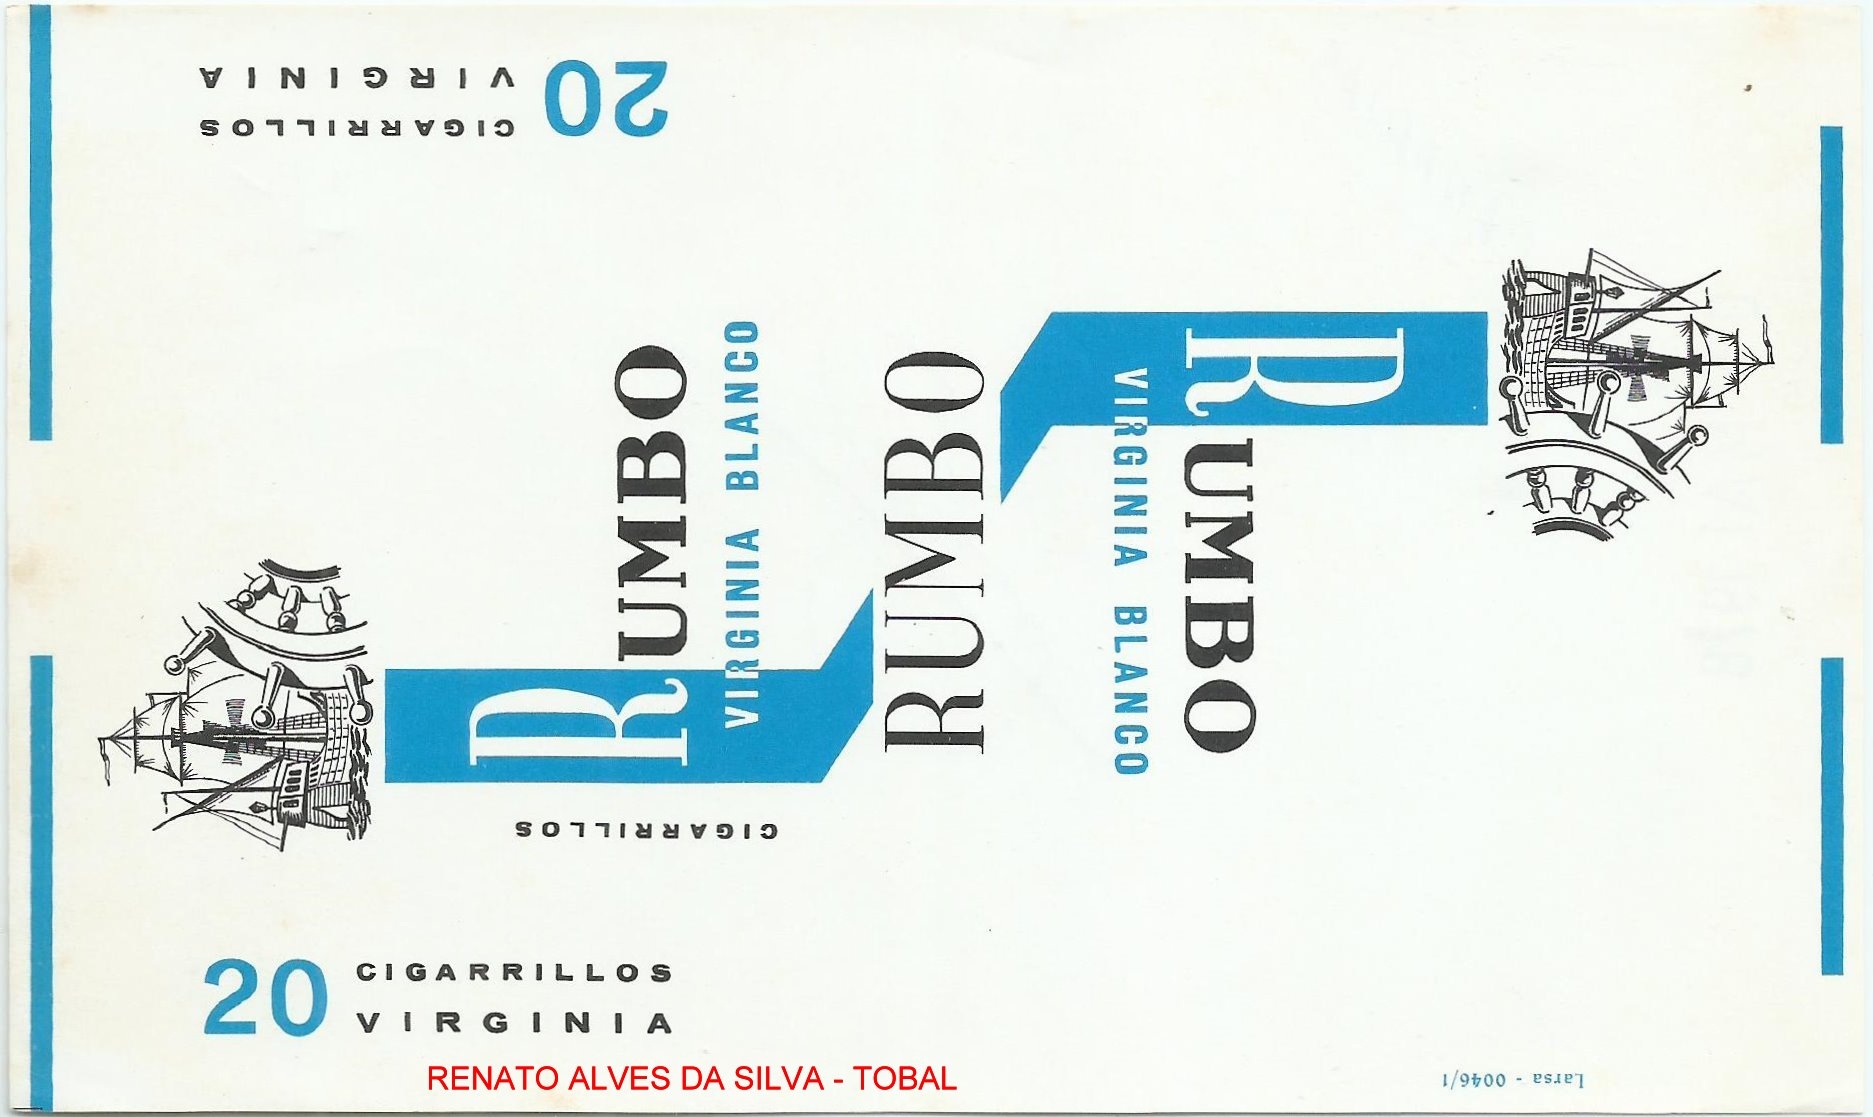 20
CIGARRILLOS
VIRGINIA
RUMBO
VIRGINIA BLANCO
RUMBO
RUMBO
VIRGINIA BLANCO
CIGARRILLOS
20
CIGARRILLOS
VIRGINIA
RENATO ALVES DA SILVA - TOBAL
Larsa - 0046/1